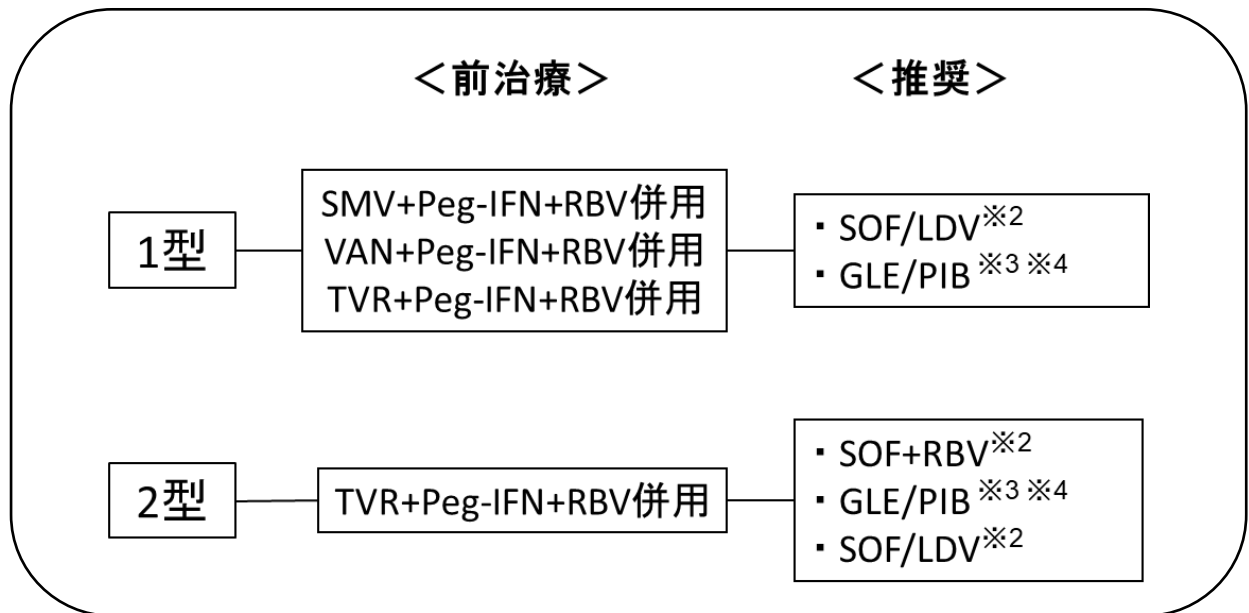 ＜前治療＞
＜推奨＞
1型
SMV+Peg-IFN+RBV併用
VAN+Peg-IFN+RBV併用
TVR+Peg-IFN+RBV併用
・SOF/LDV※2
・GLE/PIB※3 ※4
2型
TVR+Peg-IFN+RBV併用
・SOF+RBV※2
・GLE/PIB※3 ※4
・SOF/LDV※2